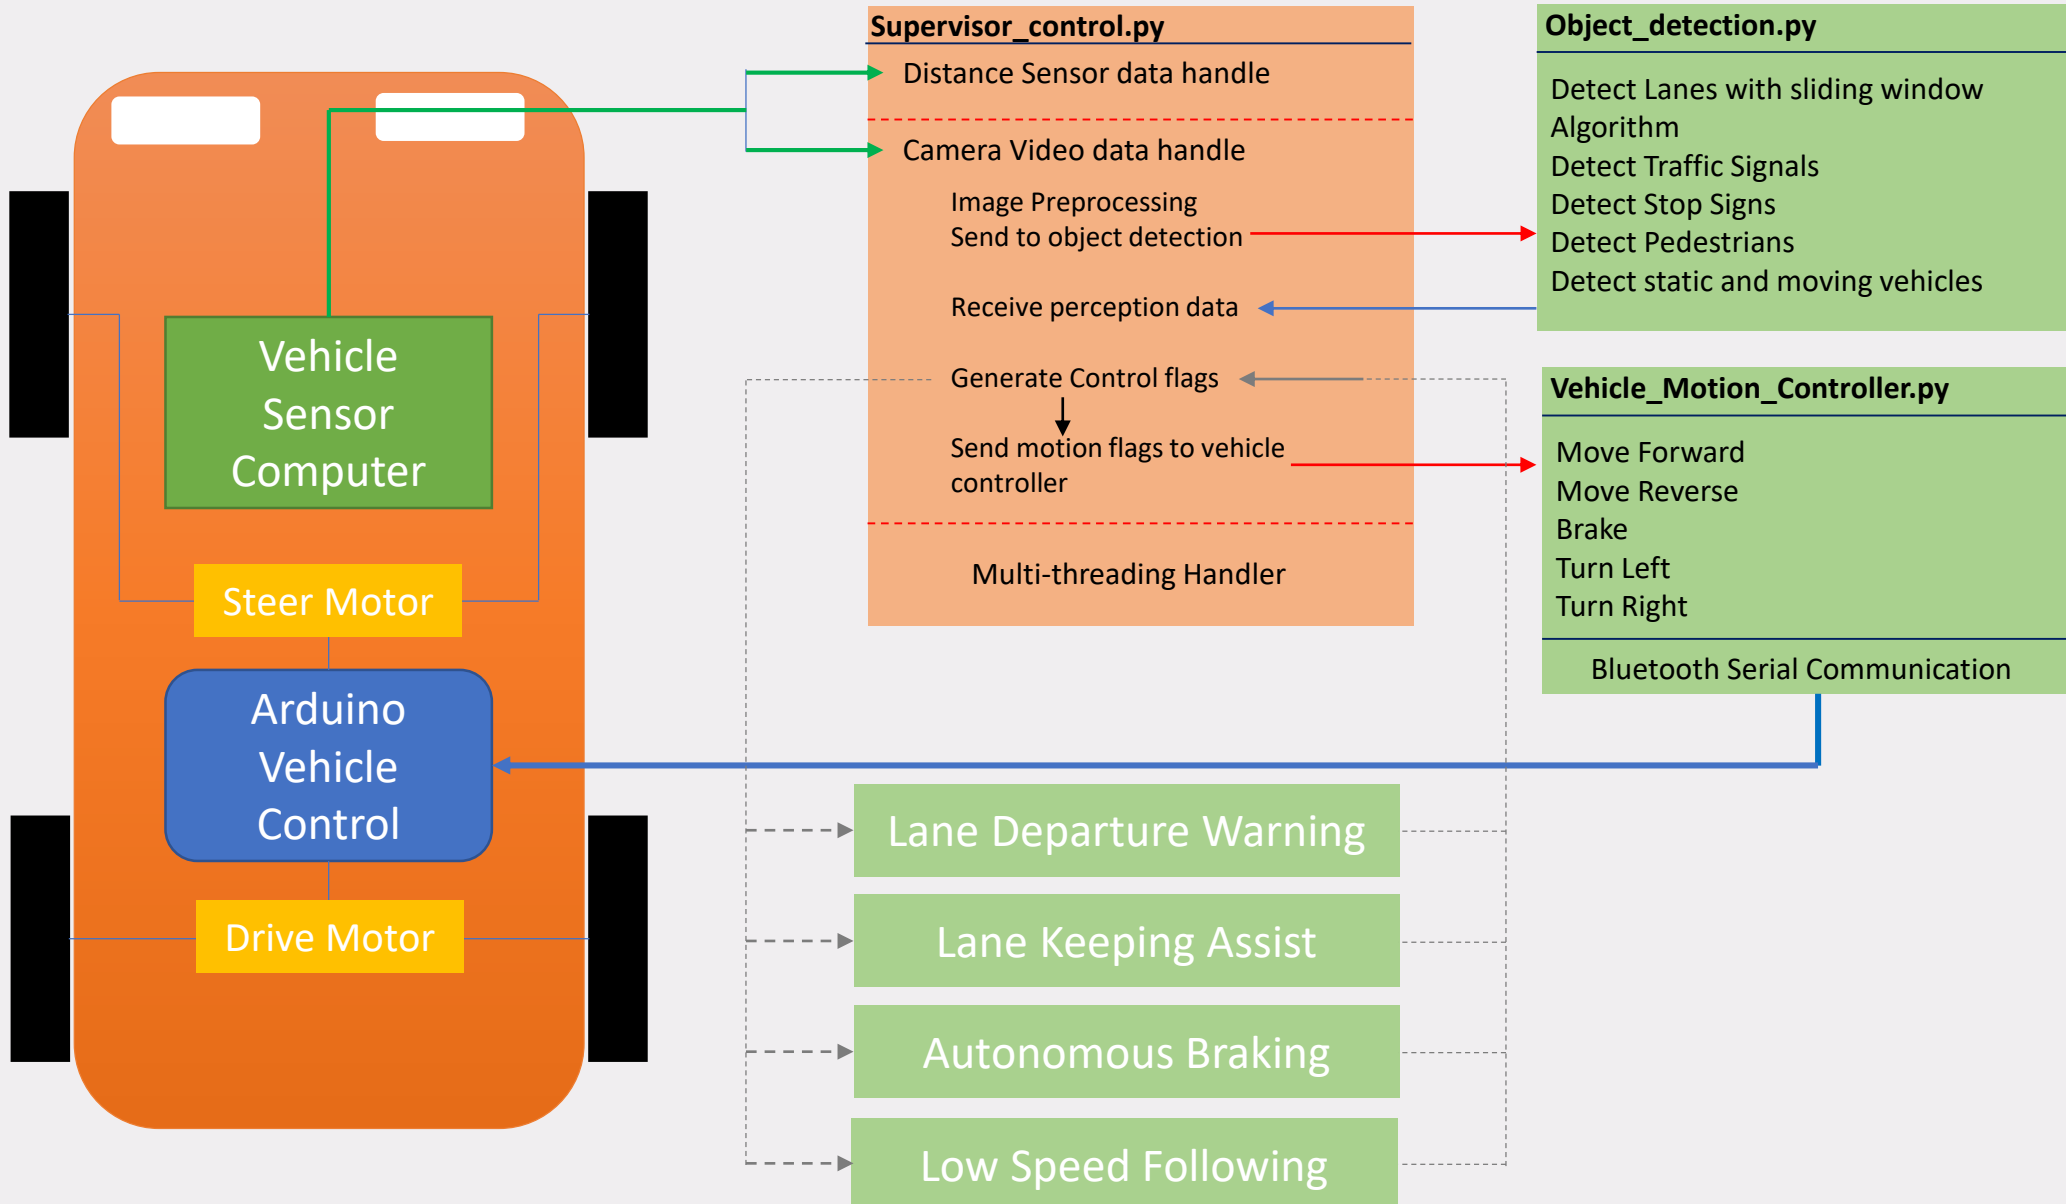 Supervisor_control.py
Distance Sensor data handle
Camera Video data handle
Image Preprocessing
Send to object detection
Receive perception data
Generate Control flags
Send motion flags to vehicle
controller
Multi-threading Handler
Object_detection.py
Detect Lanes with sliding window
Algorithm
Detect Traffic Signals
Detect Stop Signs
Detect Pedestrians
Detect static and moving vehicles
Vehicle_Motion_Controller.py
Move Forward
Move Reverse
Brake
Turn Left
Turn Right
Bluetooth Serial Communication
Vehicle
Sensor
Computer
Steer Motor
Arduino
Vehicle
Control
Drive Motor
Lane Departure Warning
Lane Keeping Assist
Autonomous Braking
Low Speed Following